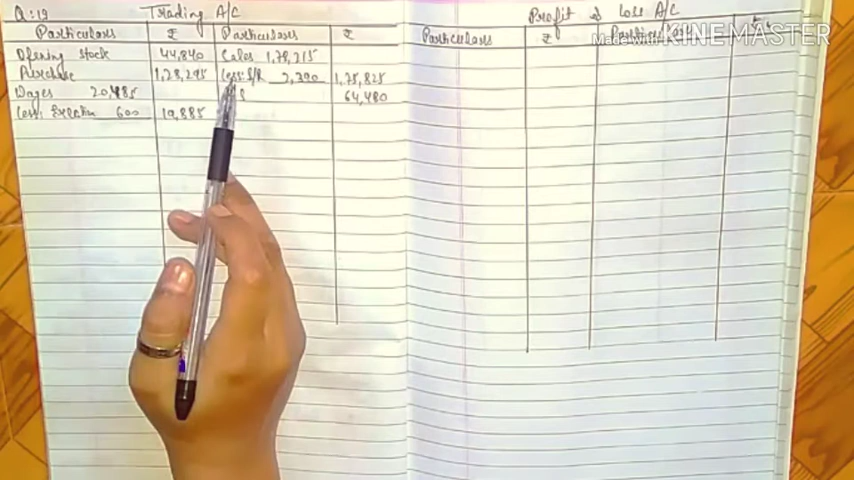 Q:19 Trading A/C
Particulars ₹ Particulars ₹
Opening stock 44,840 Sales 1,78,215
Purchase 1,28,295 Less: S/R 2,390 1,75,825
Wages 20,485 64,480
Less: 600 19,885
Profit & Loss A/C
Particulars ₹
Made with KINEMASTER